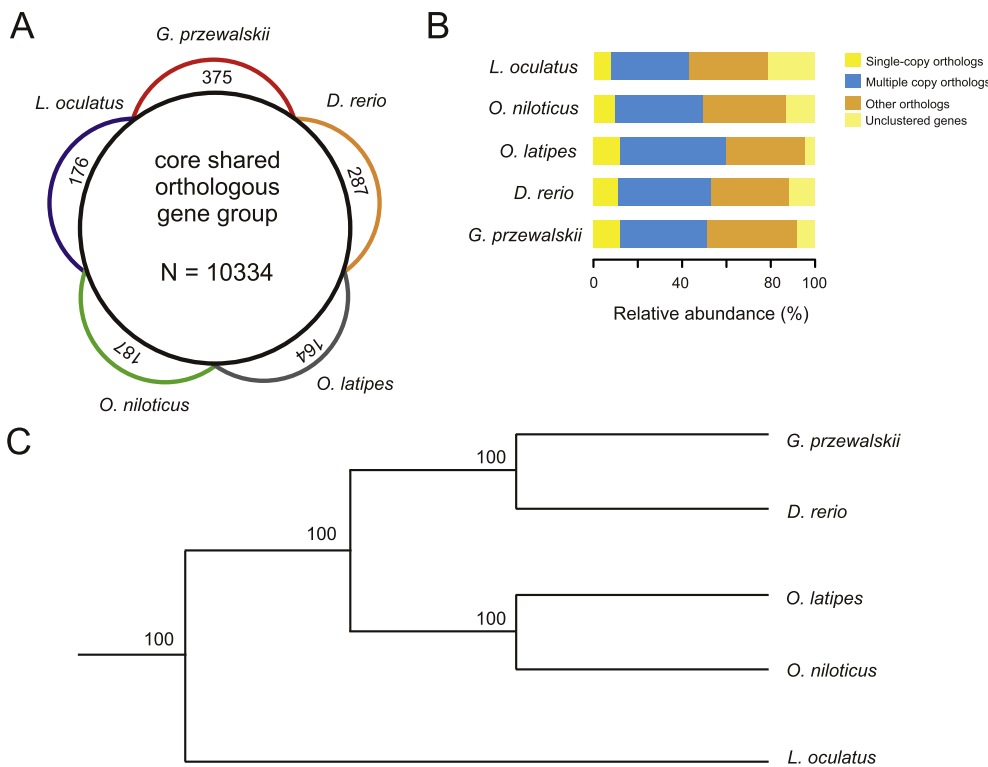 A
G. przewalskii
375
L. oculatus
D. rerio
176
287
core shared
orthologous
gene group
N = 10334
187
164
O. latipes
O. niloticus
B
L. oculatus
O. niloticus
O. latipes
D. rerio
G. przewalskii
0 40 80 100
Relative abundance (%)
Single-copy orthologs
Multiple copy orthologs
Other orthologs
Unclustered genes
C
100
G. przewalskii
D. rerio
100
100
O. latipes
100
O. niloticus
L. oculatus